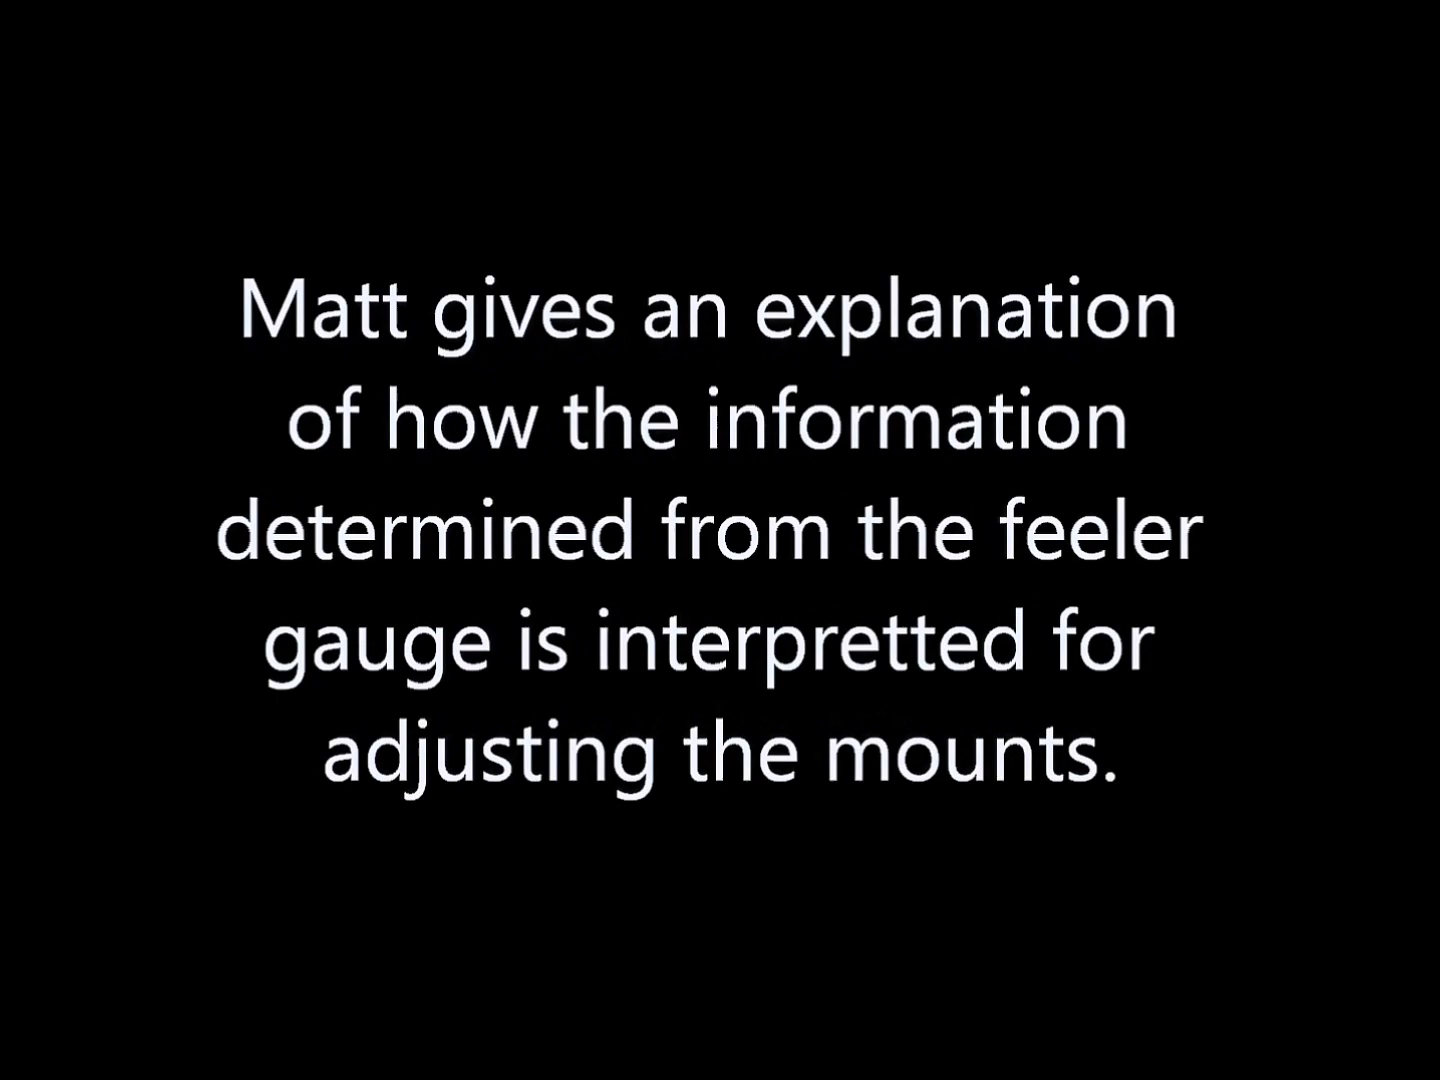 Matt gives an explanation
of how the information
determined from the feeler
gauge is interpretted for
adjusting the mounts.